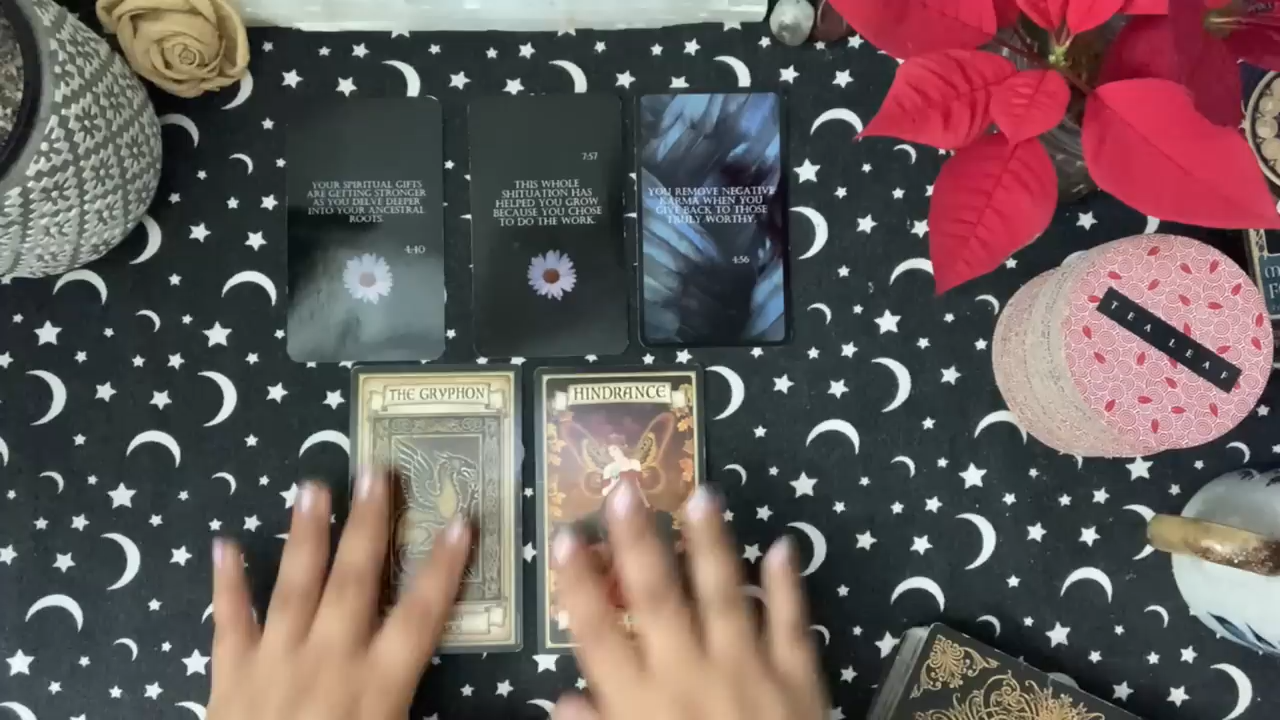 YOUR SPIRITUAL GIFTS
ARE GETTING STRONGER
AS YOU DELVE DEEPER
INTO YOUR ANCESTRAL
ROOTS.
4:40
7:57
THIS WHOLE
SHITUATION HAS
HELPED YOU GROW
BECAUSE YOU CHOSE
TO DO THE WORK.
YOU REMOVE NEGATIVE
KARMA WHEN YOU
GIVE BACK TO THOSE
TRULY WORTHY.
4:56
THE GRYPHON
HINDRANCE
TEA LEAF